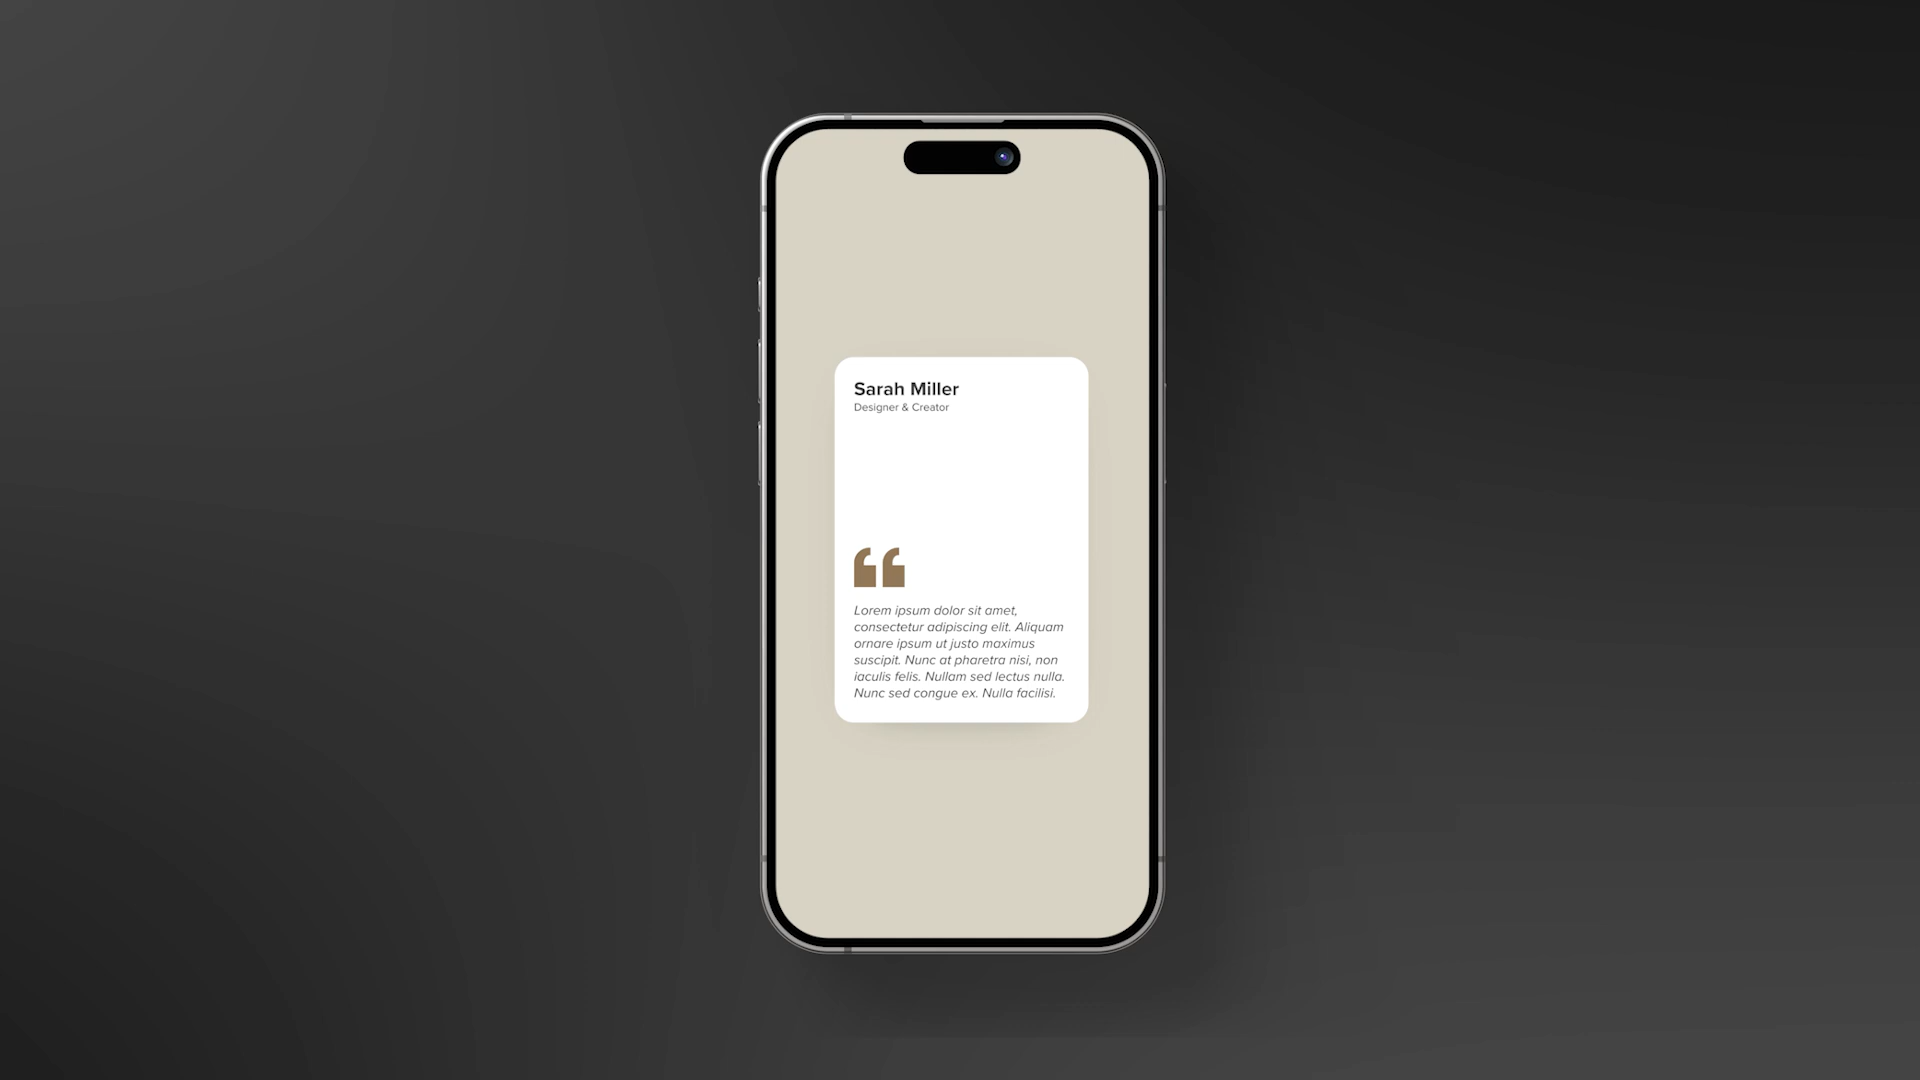 Sarah Miller
Designer & Creator
“
Lorem ipsum dolor sit amet,
consectetur adipiscing elit. Aliquam
ornare ipsum ut justo maximus
suscipit. Nunc at pharetra nisi, non
iaculis felis. Nullam sed lectus nulla.
Nunc sed congue ex. Nulla facilisi.